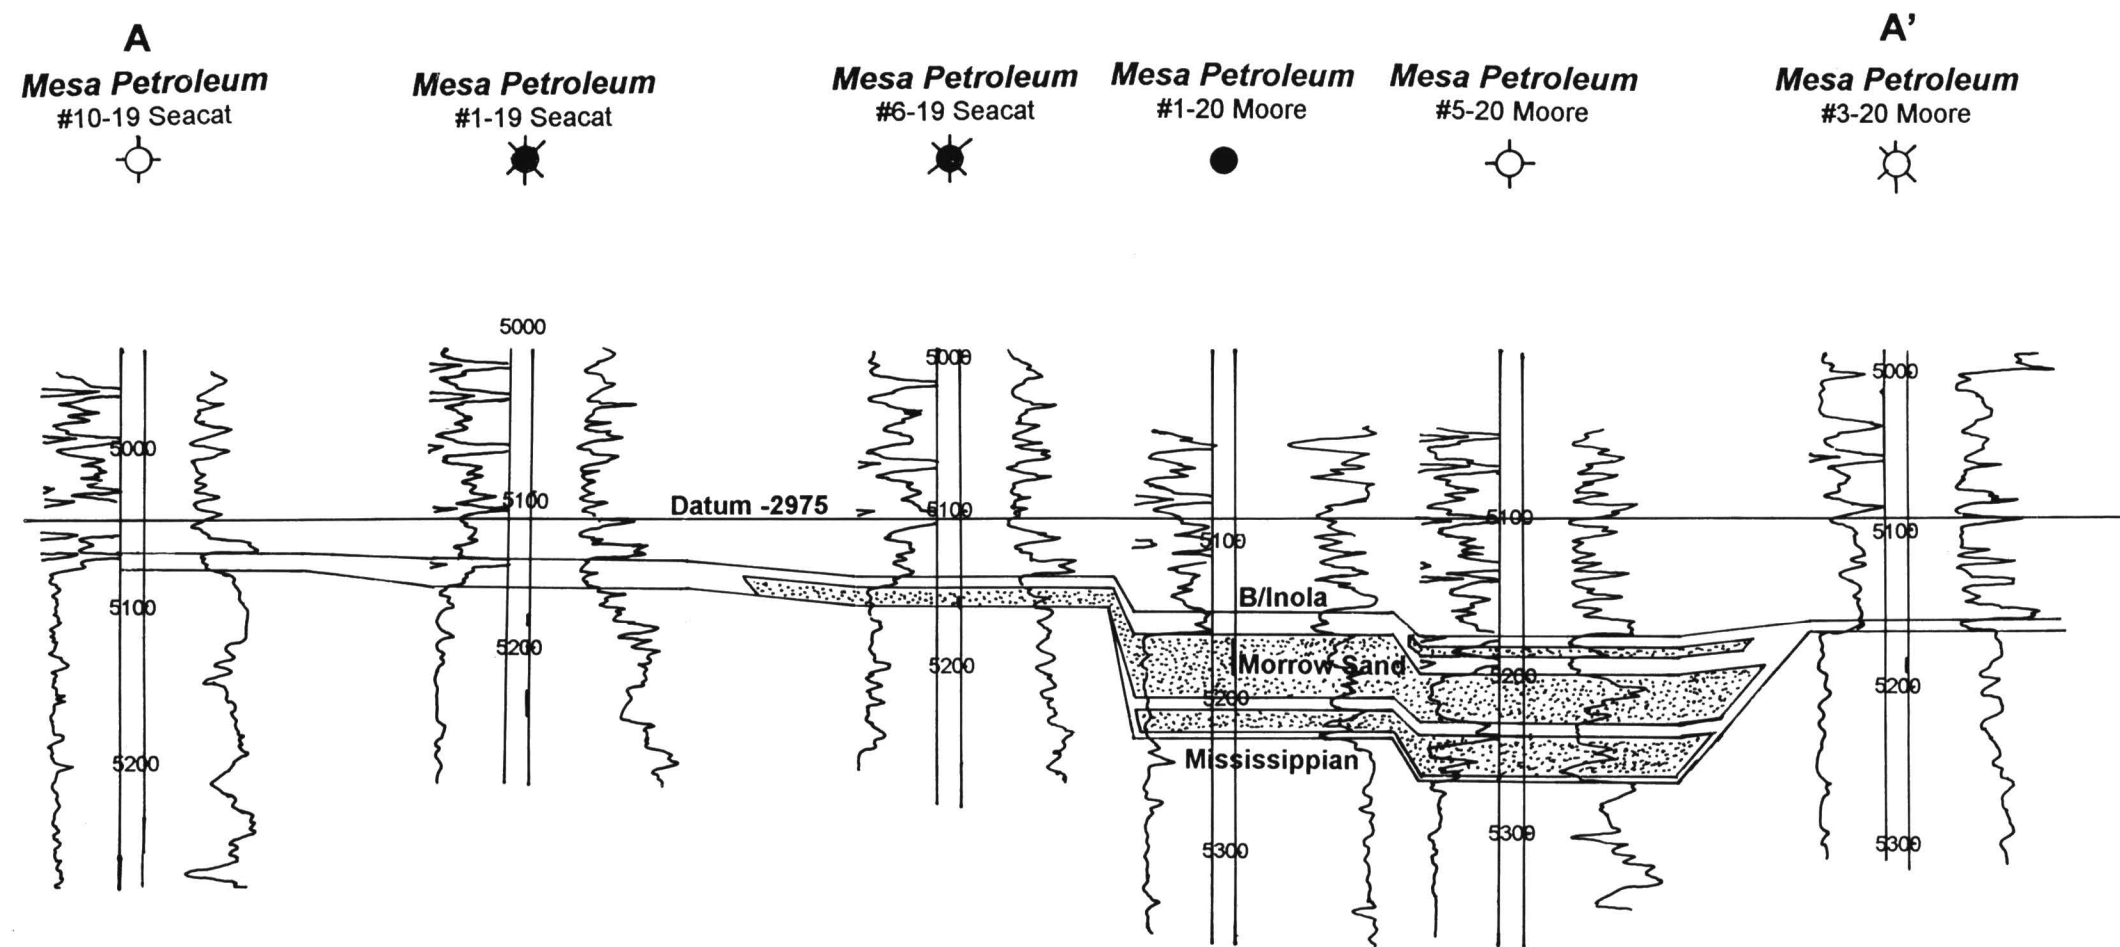 A
A'
Mesa Petroleum
#10-19 Seacat
Mesa Petroleum
#1-19 Seacat
Mesa Petroleum
#6-19 Seacat
Mesa Petroleum
#1-20 Moore
Mesa Petroleum
#5-20 Moore
Mesa Petroleum
#3-20 Moore
5000
5100
5200
5000
5100
5200
Datum -2975
5000
5100
5200
5100
B/Inola
Morrow Sand
5200
Mississippian
5300
5100
5200
5300
5000
5100
5200
5300